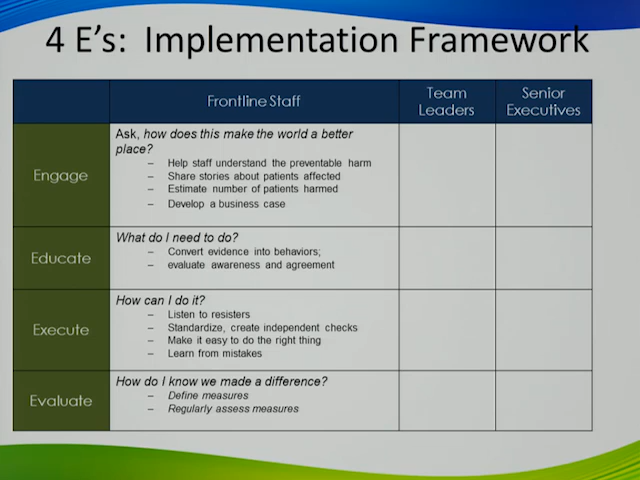 4 E's: Implementation Framework
Frontline Staff
Team
Leaders
Senior
Executives
Engage
Ask, how does this make the world a better
place?
– Help staff understand the preventable harm
– Share stories about patients affected
– Estimate number of patients harmed
– Develop a business case
Educate
What do I need to do?
– Convert evidence into behaviors;
– evaluate awareness and agreement
Execute
How can I do it?
– Listen to resisters
– Standardize, create independent checks
– Make it easy to do the right thing
– Learn from mistakes
Evaluate
How do I know we made a difference?
– Define measures
– Regularly assess measures